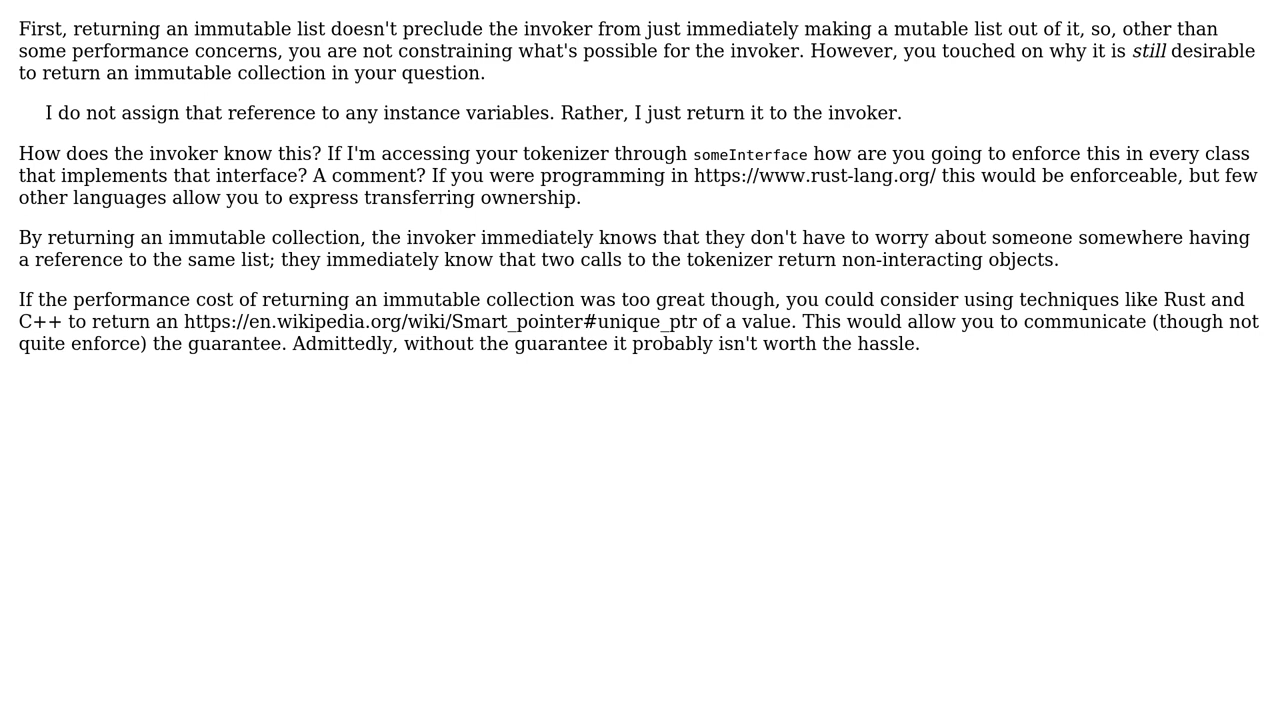 First, returning an immutable list doesn't preclude the invoker from just immediately making a mutable list out of it, so, other than
some performance concerns, you are not constraining what's possible for the invoker. However, you touched on why it is still desirable
to return an immutable collection in your question.
I do not assign that reference to any instance variables. Rather, I just return it to the invoker.
How does the invoker know this? If I'm accessing your tokenizer through someInterface how are you going to enforce this in every class
that implements that interface? A comment? If you were programming in https://www.rust-lang.org/ this would be enforceable, but few
other languages allow you to express transferring ownership.
By returning an immutable collection, the invoker immediately knows that they don't have to worry about someone somewhere having
a reference to the same list; they immediately know that two calls to the tokenizer return non-interacting objects.
If the performance cost of returning an immutable collection was too great though, you could consider using techniques like Rust and
C++ to return an https://en.wikipedia.org/wiki/Smart_pointer#unique_ptr of a value. This would allow you to communicate (though not
quite enforce) the guarantee. Admittedly, without the guarantee it probably isn't worth the hassle.